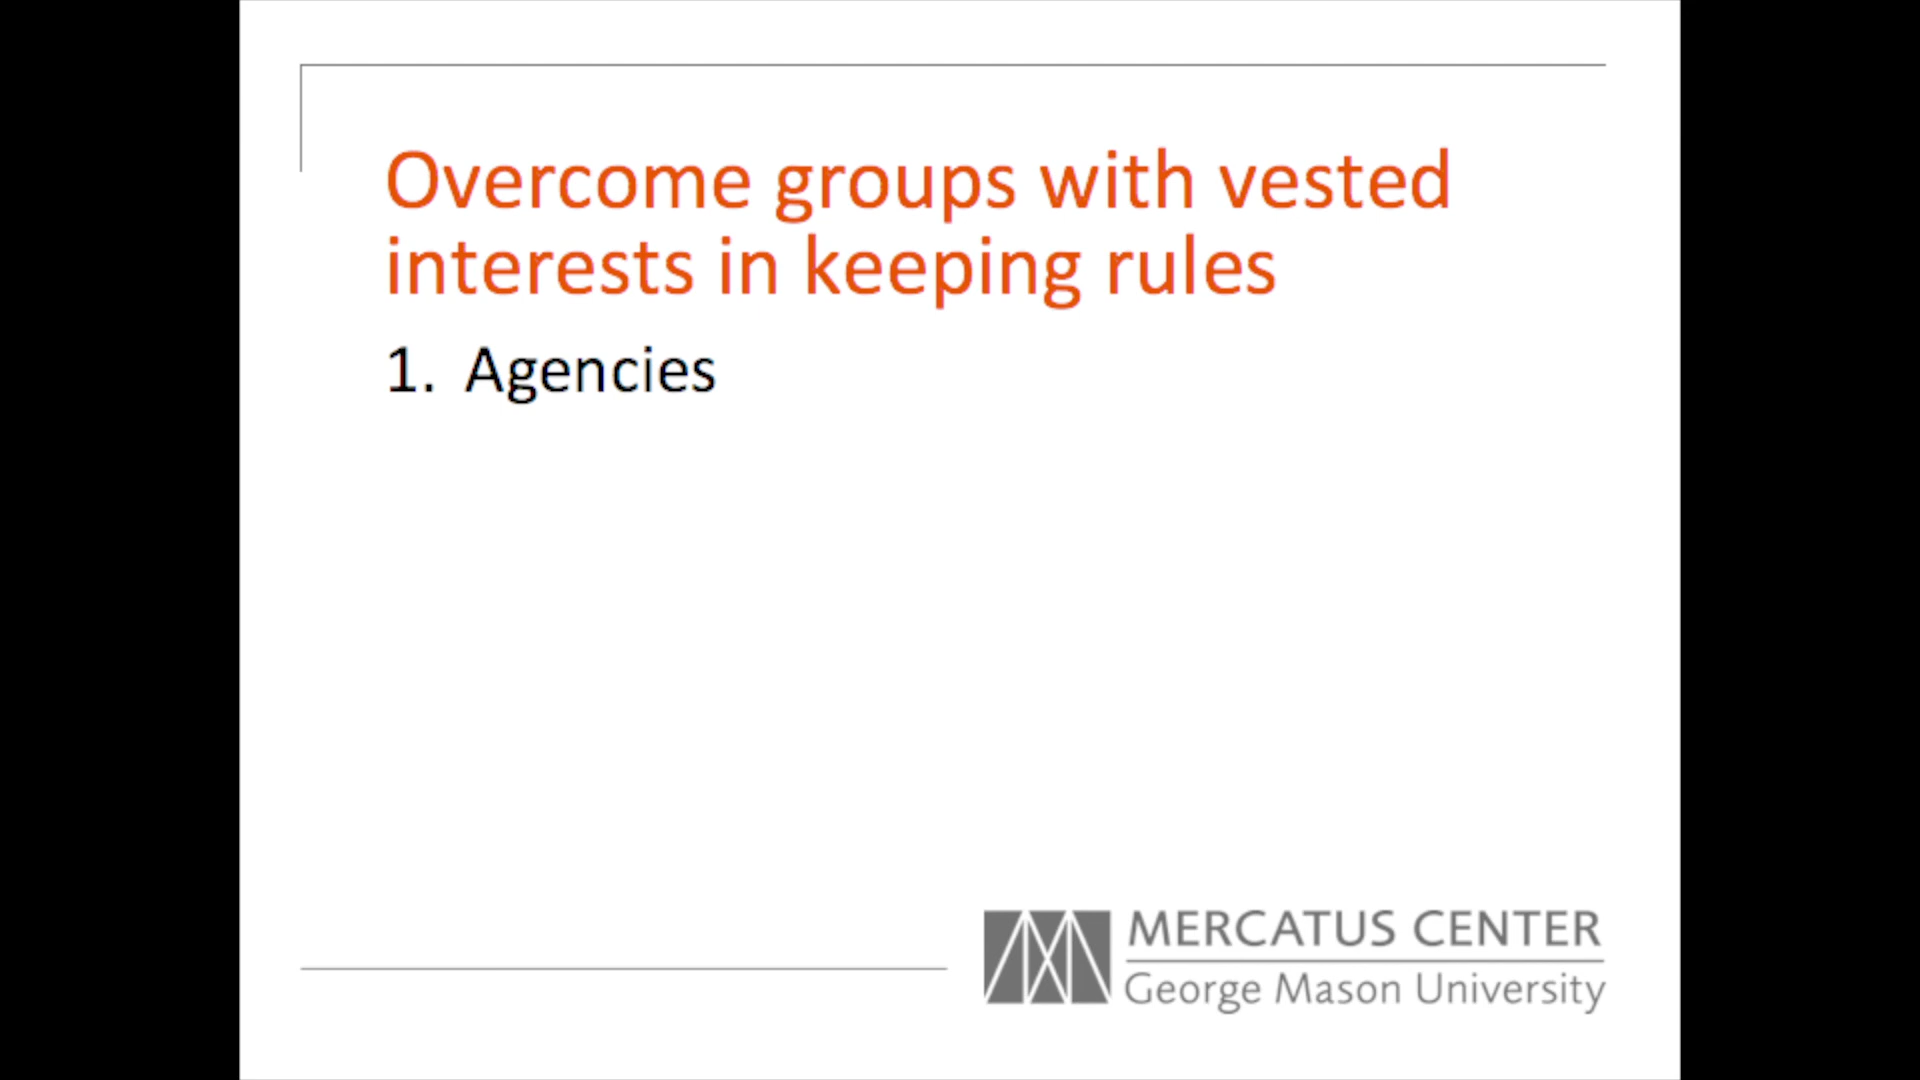 Overcome groups with vested
interests in keeping rules
1. Agencies
MERCATUS CENTER
George Mason University